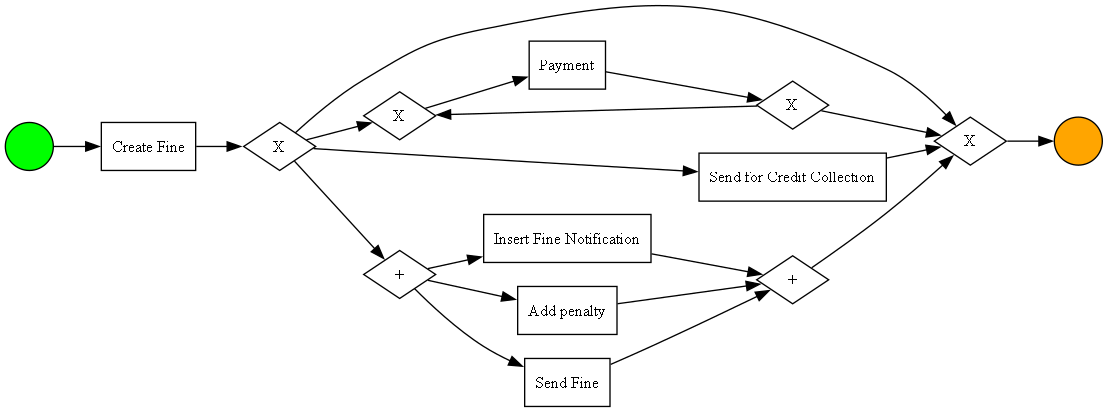 Payment
X
X
Create Fine
X
X
Send for Credit Collection
Insert Fine Notification
+
+
Add penalty
Send Fine